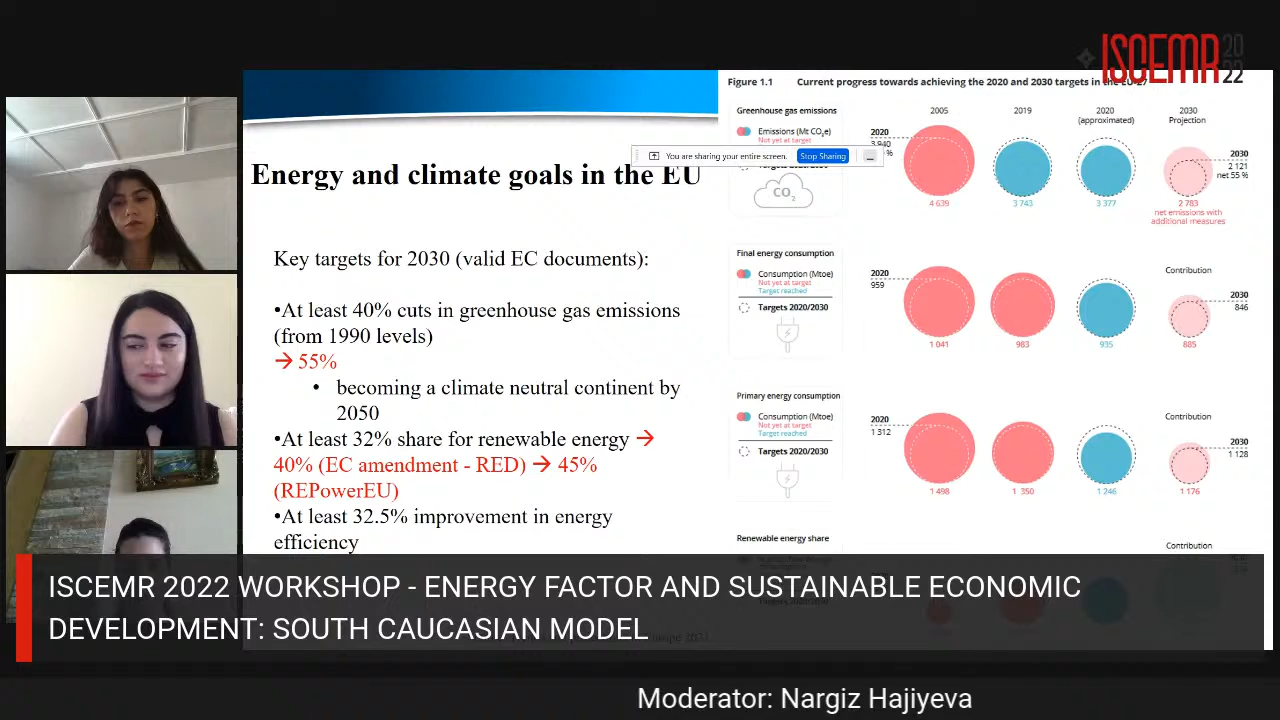 ISCEMR 20
22
Figure 1.1 Current progress towards achieving the 2020 and 2030 targets in the EU-27
Energy and climate goals in the EU
Key targets for 2030 (valid EC documents):
•At least 40% cuts in greenhouse gas emissions
(from 1990 levels)
→ 55%
• becoming a climate neutral continent by
2050
•At least 32% share for renewable energy →
40% (EC amendment - RED) → 45%
(REPowerEU)
•At least 32.5% improvement in energy
efficiency
You are sharing your entire screen. Stop Sharing
2005 2019 2020 2030
(approximated) Projection
Greenhouse gas emissions
Emissions (Mt CO2e)
Not yet at target
CO2
2020
3 940
%
2030
2 121
net 55 %
4 639 3 743 3 377 2 783
net emissions with
additional measures
Final energy consumption
Consumption (Mtoe)
Not yet at target
Target reached
Targets 2020/2030
2020
959
Contribution
2030
846
1 041 983 935 885
Primary energy consumption
Consumption (Mtoe)
Not yet at target
Target reached
Targets 2020/2030
2020
1 312
Contribution
2030
1 128
1 498 1 350 1 246 1 176
Renewable energy share
Contribution
ISCEMR 2022 WORKSHOP - ENERGY FACTOR AND SUSTAINABLE ECONOMIC
DEVELOPMENT: SOUTH CAUCASIAN MODEL
Moderator: Nargiz Hajiyeva